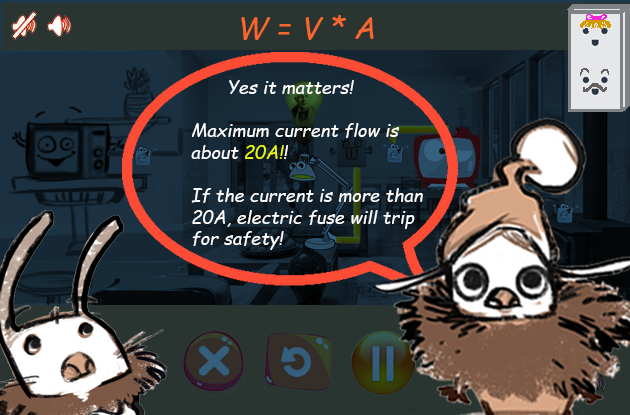 W = V * A
Yes it matters!
Maximum current flow is
about 20A!!
If the current is more than
20A, electric fuse will trip
for safety!